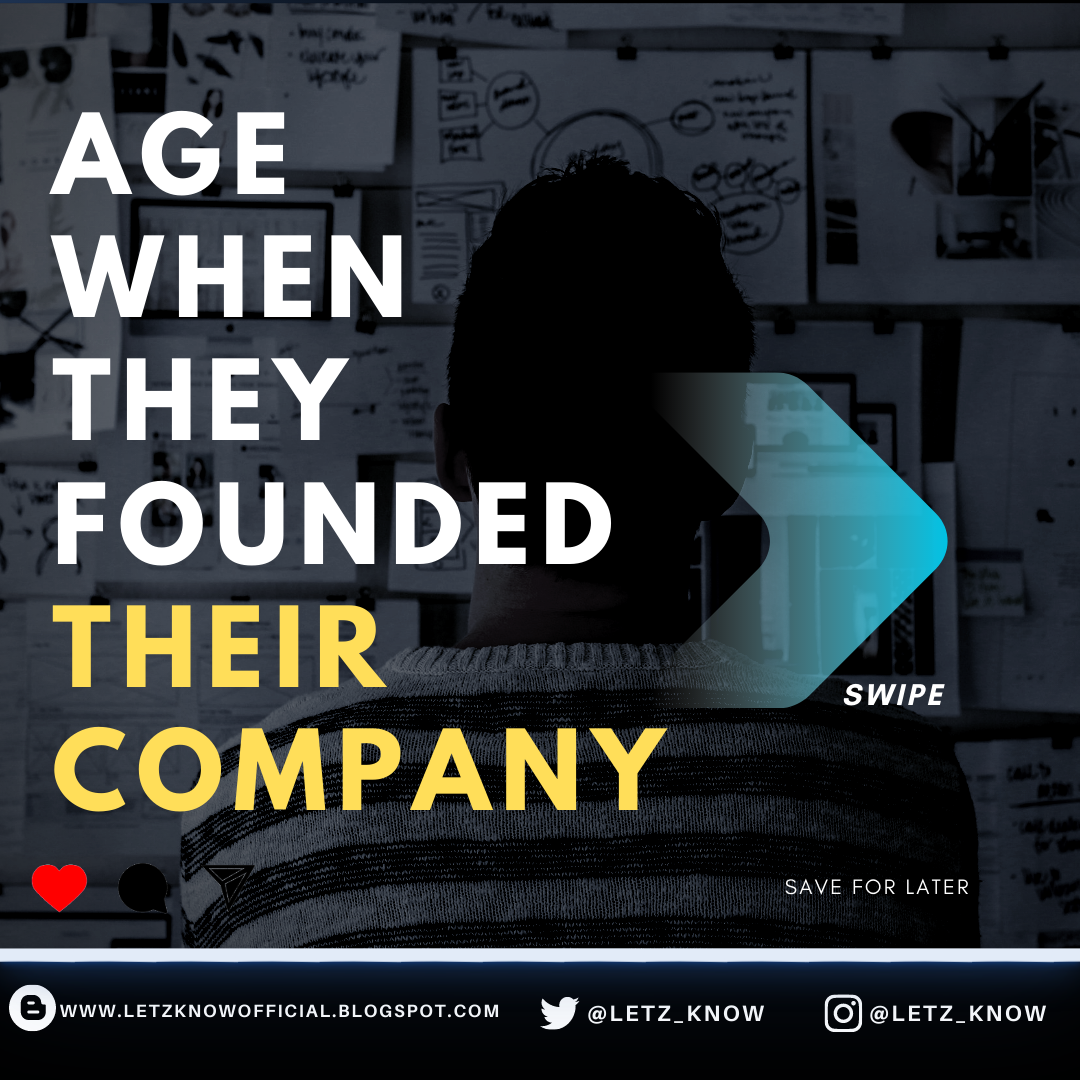 AGE
WHEN
THEY
FOUNDED
THEIR
COMPANY
SWIPE
SAVE FOR LATER
WWW.LETZKNOWOFFICIAL.BLOGSPOT.COM
@LETZ_KNOW
@LETZ_KNOW